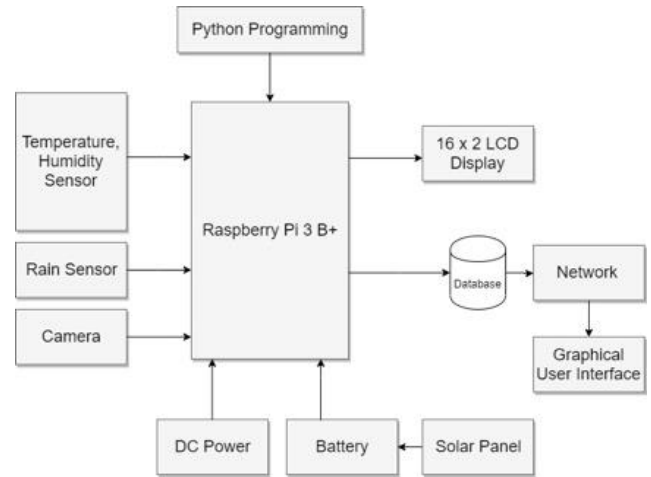 Python Programming
Temperature,
Humidity
Sensor
16 x 2 LCD
Display
Raspberry Pi 3 B+
Rain Sensor
Database
Network
Camera
Graphical
User Interface
DC Power
Battery
Solar Panel